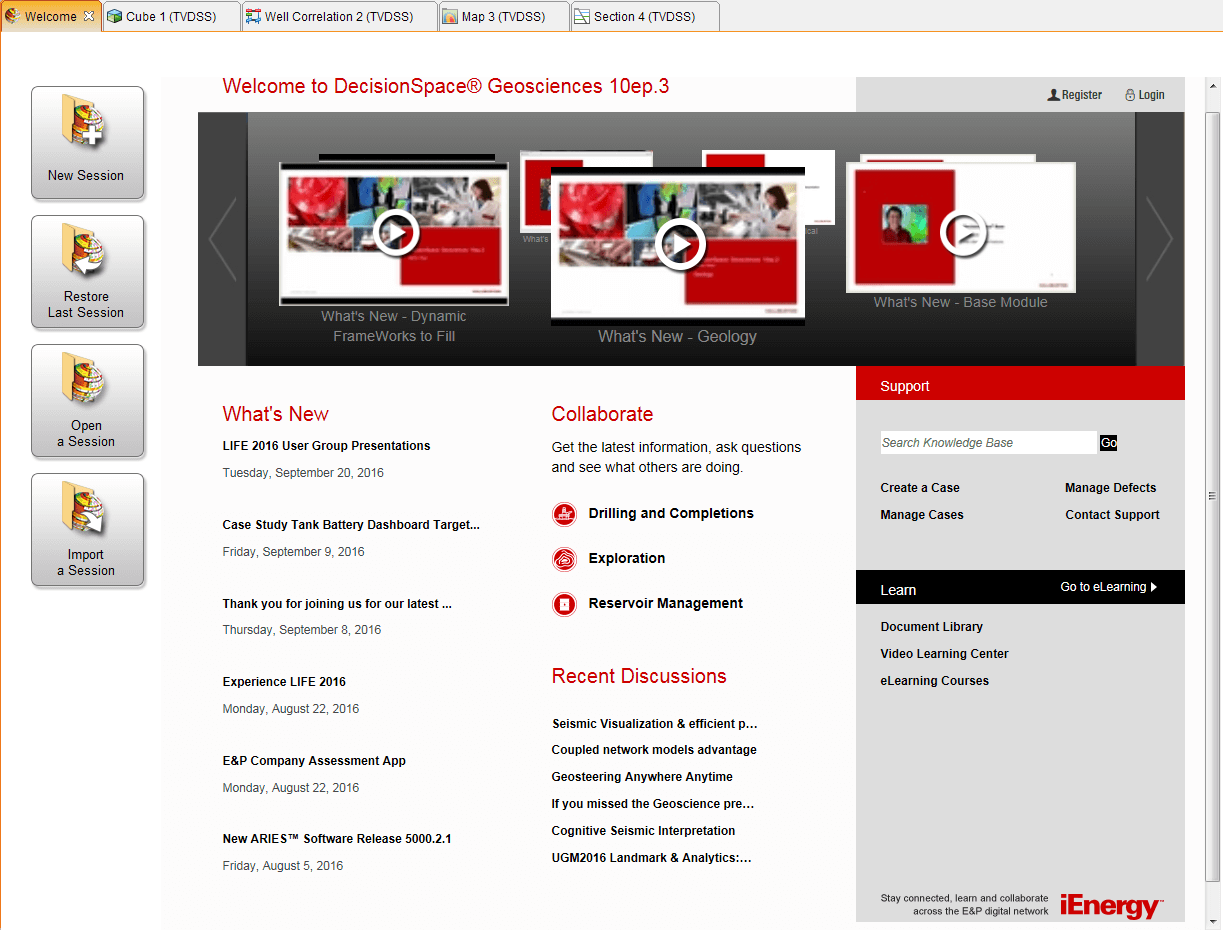 Welcome
Cube 1 (TVDSS)
Well Correlation 2 (TVDSS)
Map 3 (TVDSS)
Section 4 (TVDSS)
New Session
Restore
Last Session
Open
a Session
Import
a Session
Welcome to DecisionSpace® Geosciences 10ep.3
Register
Login
What's New - Dynamic
FrameWorks to Fill
What's
What's New - Geology
ical
What's New - Base Module
What's New
LIFE 2016 User Group Presentations
Tuesday, September 20, 2016
Case Study Tank Battery Dashboard Target...
Friday, September 9, 2016
Thank you for joining us for our latest ...
Thursday, September 8, 2016
Experience LIFE 2016
Monday, August 22, 2016
E&P Company Assessment App
Monday, August 22, 2016
New ARIES™ Software Release 5000.2.1
Friday, August 5, 2016
Collaborate
Get the latest information, ask questions
and see what others are doing.
Drilling and Completions
Exploration
Reservoir Management
Recent Discussions
Seismic Visualization & efficient p...
Coupled network models advantage
Geosteering Anywhere Anytime
If you missed the Geoscience pre...
Cognitive Seismic Interpretation
UGM2016 Landmark & Analytics:...
Support
Search Knowledge Base
Go
Create a Case
Manage Defects
Manage Cases
Contact Support
Learn
Go to eLearning
Document Library
Video Learning Center
eLearning Courses
Stay connected, learn and collaborate
across the E&P digital network
iEnergy™